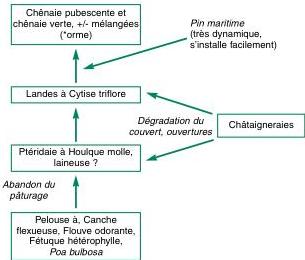 Chênaie pubescente et
chênaie verte, +/- mélangées
(*orme)
Pin maritime
(très dynamique,
s'installe facilement)
Landes à Cytise triflore
Dégradation du
couvert, ouvertures
Châtaigneraies
Ptéridaie à Houlque molle,
laineuse ?
Abandon du
pâturage
Pelouse à, Canche
flexueuse, Flouve odorante,
Fétuque hétérophylle,
Poa bulbosa